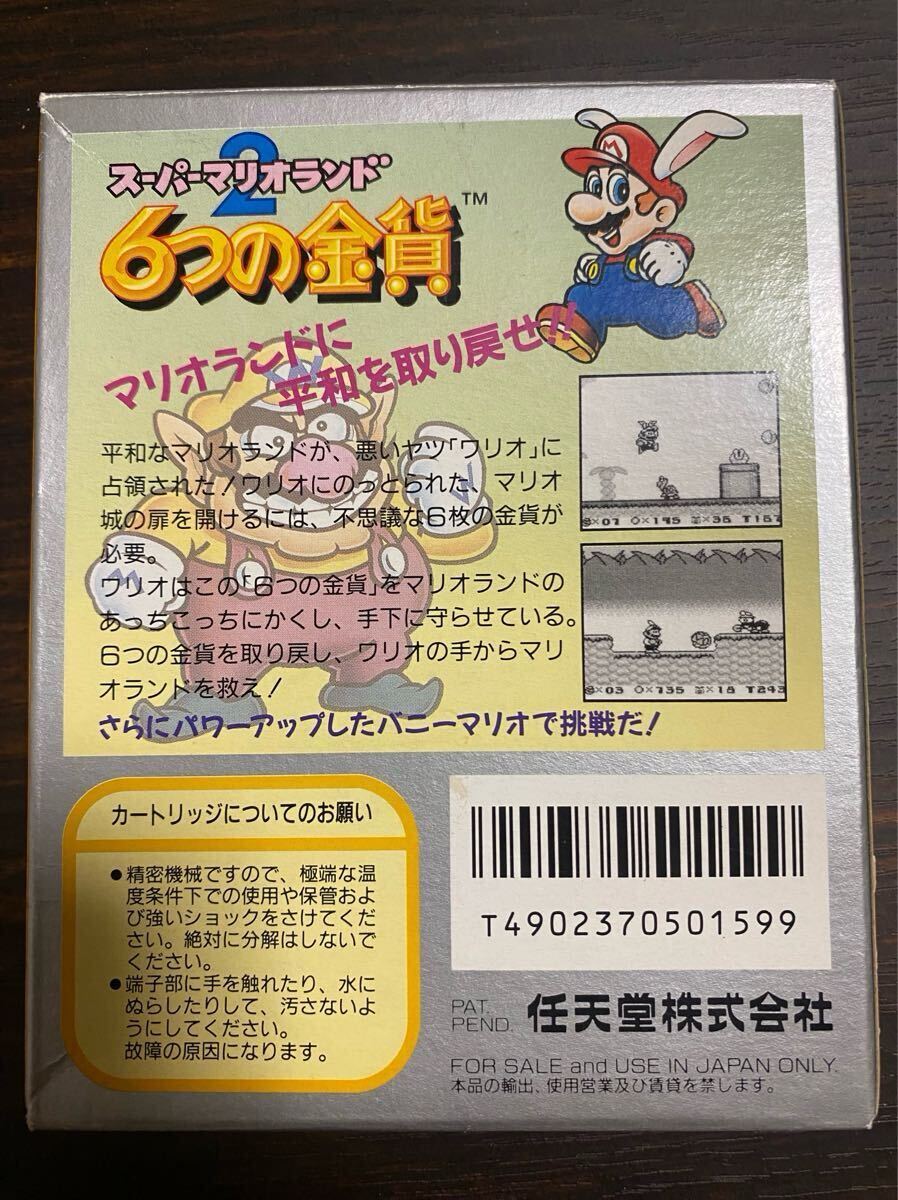 スーパーマリオランド
2
6つの金貨™
マリオランドに
平和を取り戻せ!!
平和なマリオランドが、悪いヤツ「ワリオ」に
占領された!ワリオにのっとられた、マリオ
城の扉を開けるには、不思議な6枚の金貨が
必要。
ワリオはこの「6つの金貨」をマリオランドの
あっちこっちにかくし、手下に守らせている。
6つの金貨を取り戻し、ワリオの手からマリ
オランドを救え!
さらにパワーアップしたバニーマリオで挑戦だ!
×07 ×195 ×36 T157
×03 ×735 ×18 T243
カートリッジについてのお願い
●精密機械ですので、極端な温
度条件下での使用や保管およ
び強いショックをさけてくだ
さい。絶対に分解はしないで
ください。
●端子部に手を触れたり、水に
ぬらしたりして、汚さないよ
うにしてください。
故障の原因になります。
T4902370501599
PAT.
PEND.
任天堂株式会社
FOR SALE and USE IN JAPAN ONLY.
本品の輸出、使用営業及び賃貸を禁じます。